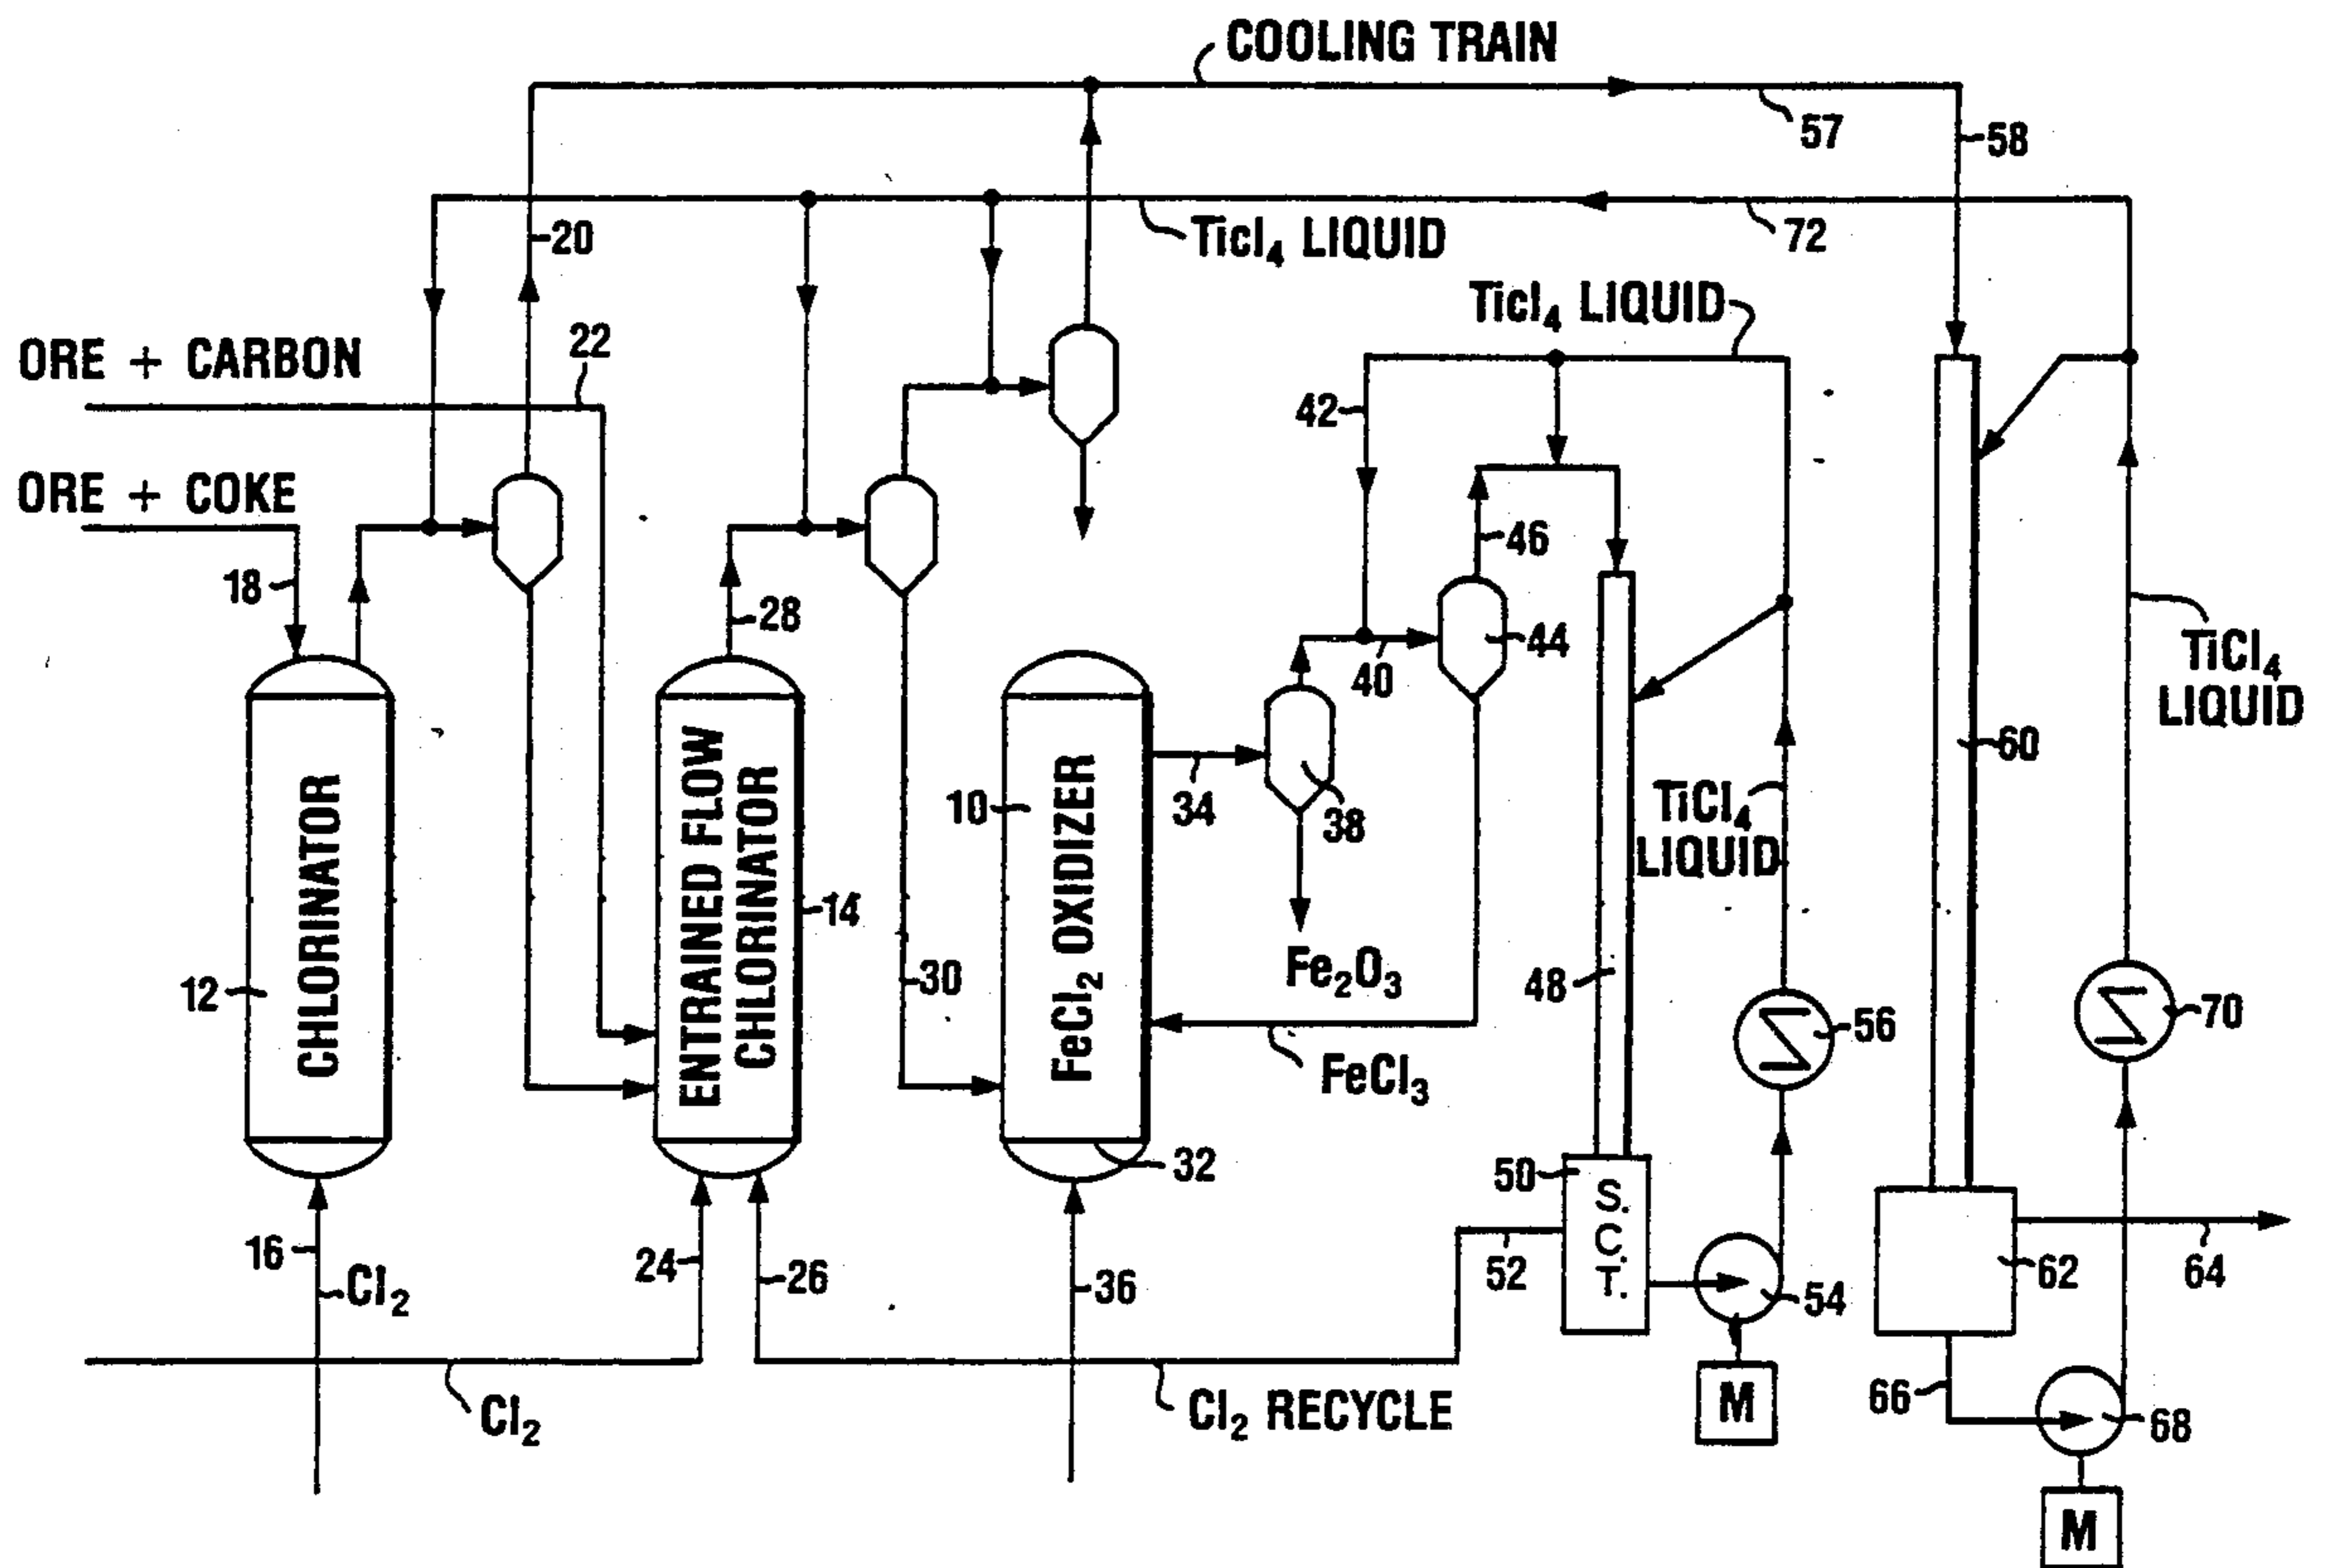 COOLING TRAIN
57
58
20
Ticl₄ LIQUID
72
ORE + CARBON
22
Ticl₄ LIQUID
42
ORE + COKE
18
28
46
44
40
TiCl₄
LIQUID
60
12
CHLORINATOR
ENTRAINED FLOW
CHLORINATOR
14
30
10
FeCl₂ OXIDIZER
34
38
TiCl₄
LIQUID
Fe₂O₃
48
56
70
FeCl₃
32
50
S.
C.
T.
16
Cl₂
24
26
36
52
54
62
64
Cl₂
Cl₂ RECYCLE
M
66
68
M